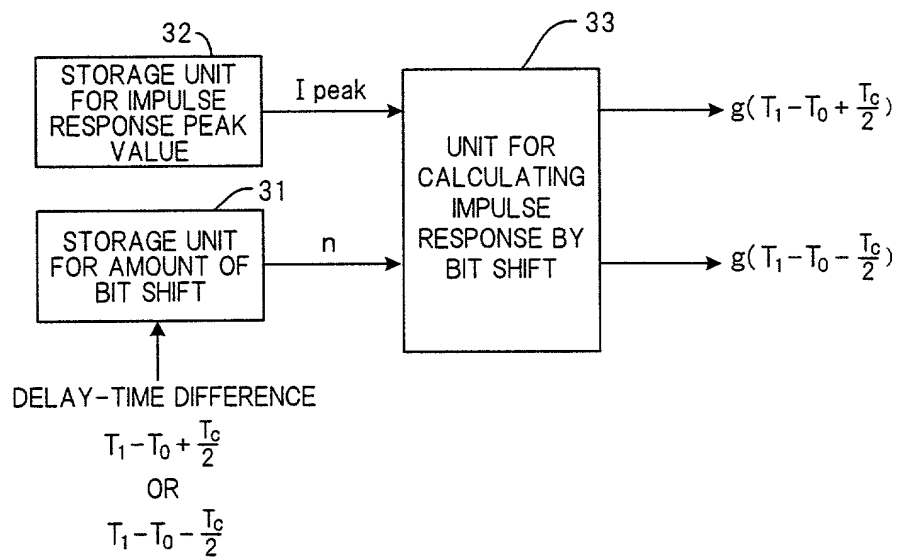 32
STORAGE UNIT
FOR IMPULSE
RESPONSE PEAK
VALUE
I peak
31
STORAGE UNIT
FOR AMOUNT OF
BIT SHIFT
n
33
UNIT FOR
CALCULATING
IMPULSE
RESPONSE BY
BIT SHIFT
g(T₁−T₀+Tc/2)
g(T₁−T₀−Tc/2)
DELAY-TIME DIFFERENCE
T₁−T₀+Tc/2
OR
T₁−T₀−Tc/2